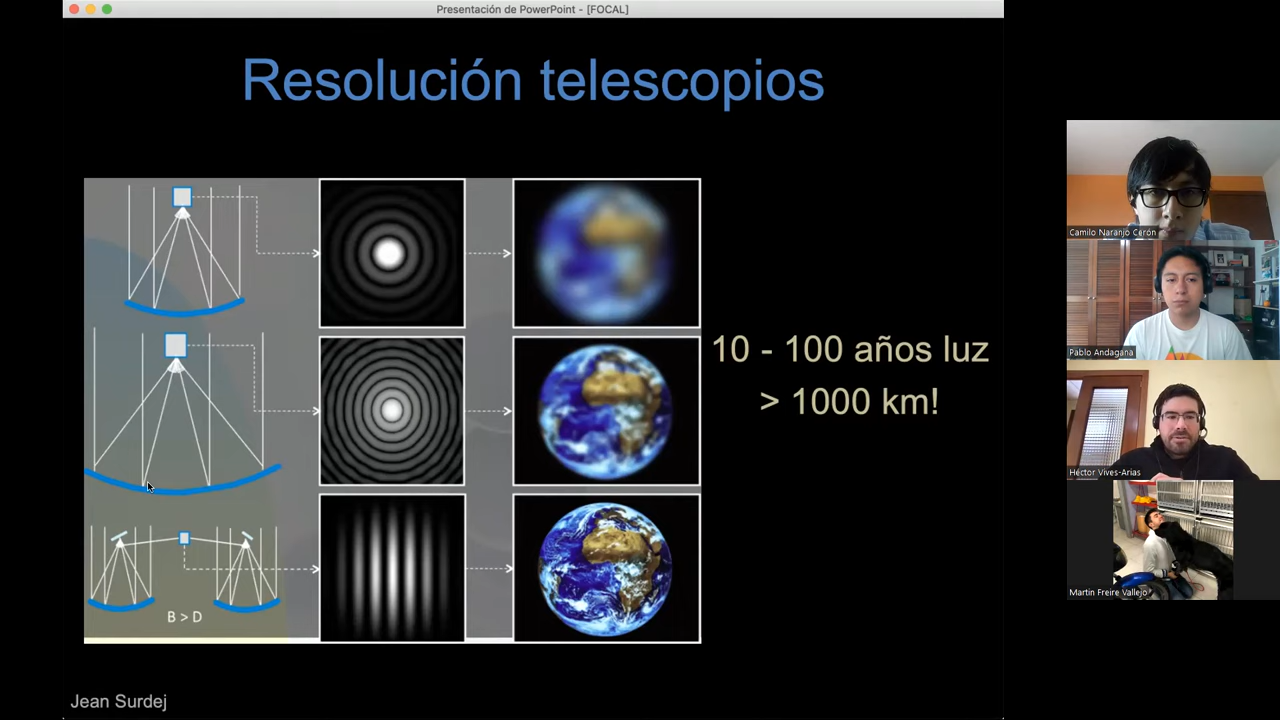 Presentación de PowerPoint - [FOCAL]
Resolución telescopios
10 - 100 años luz
> 1000 km!
B > D
Jean Surdej
Camilo Naranjo Cerón
Pablo Andagana
Héctor Vives-Arias
Martin Freire Vallejo